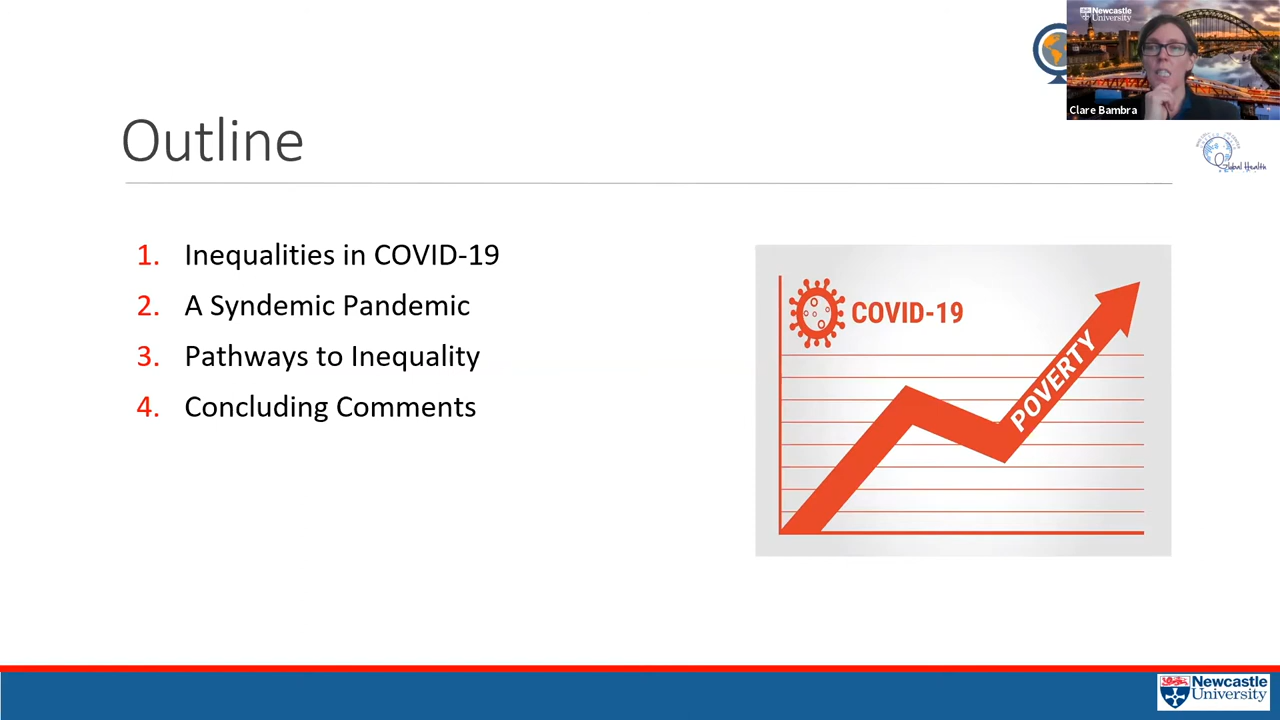 Newcastle
University
Clare Bambra
Global Health
Outline
1. Inequalities in COVID-19
2. A Syndemic Pandemic
3. Pathways to Inequality
4. Concluding Comments
COVID-19
POVERTY
Newcastle
University